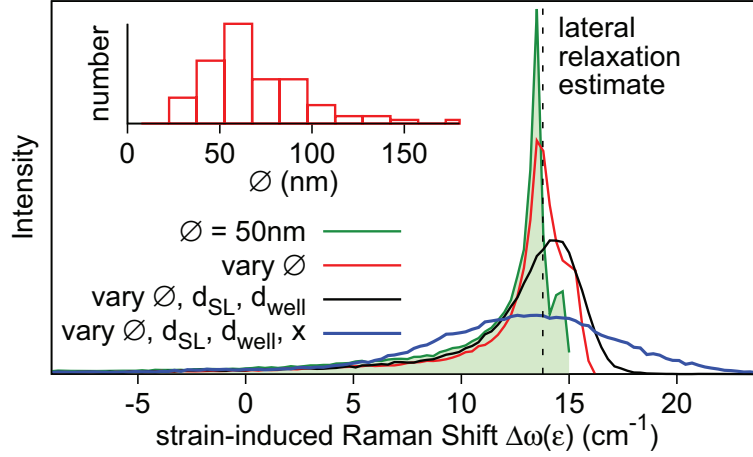 number
0 50 100 150
∅ (nm)
lateral
relaxation
estimate
Intensity
∅ = 50nm
vary ∅
vary ∅, dSL, dwell
vary ∅, dSL, dwell, x
-5 0 5 10 15 20
strain-induced Raman Shift Δω(ε) (cm⁻¹)